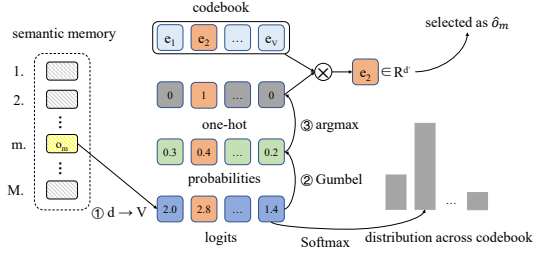 codebook
e1 e2 … eV
selected as ôm
semantic memory
1.
2.
⋮
m. om
⋮
M.
⊗ e2 ∈ R^d'
0 1 … 0
one-hot
③ argmax
0.3 0.4 … 0.2
probabilities
② Gumbel
① d → V
2.0 2.8 … 1.4
logits
Softmax
...
distribution across codebook